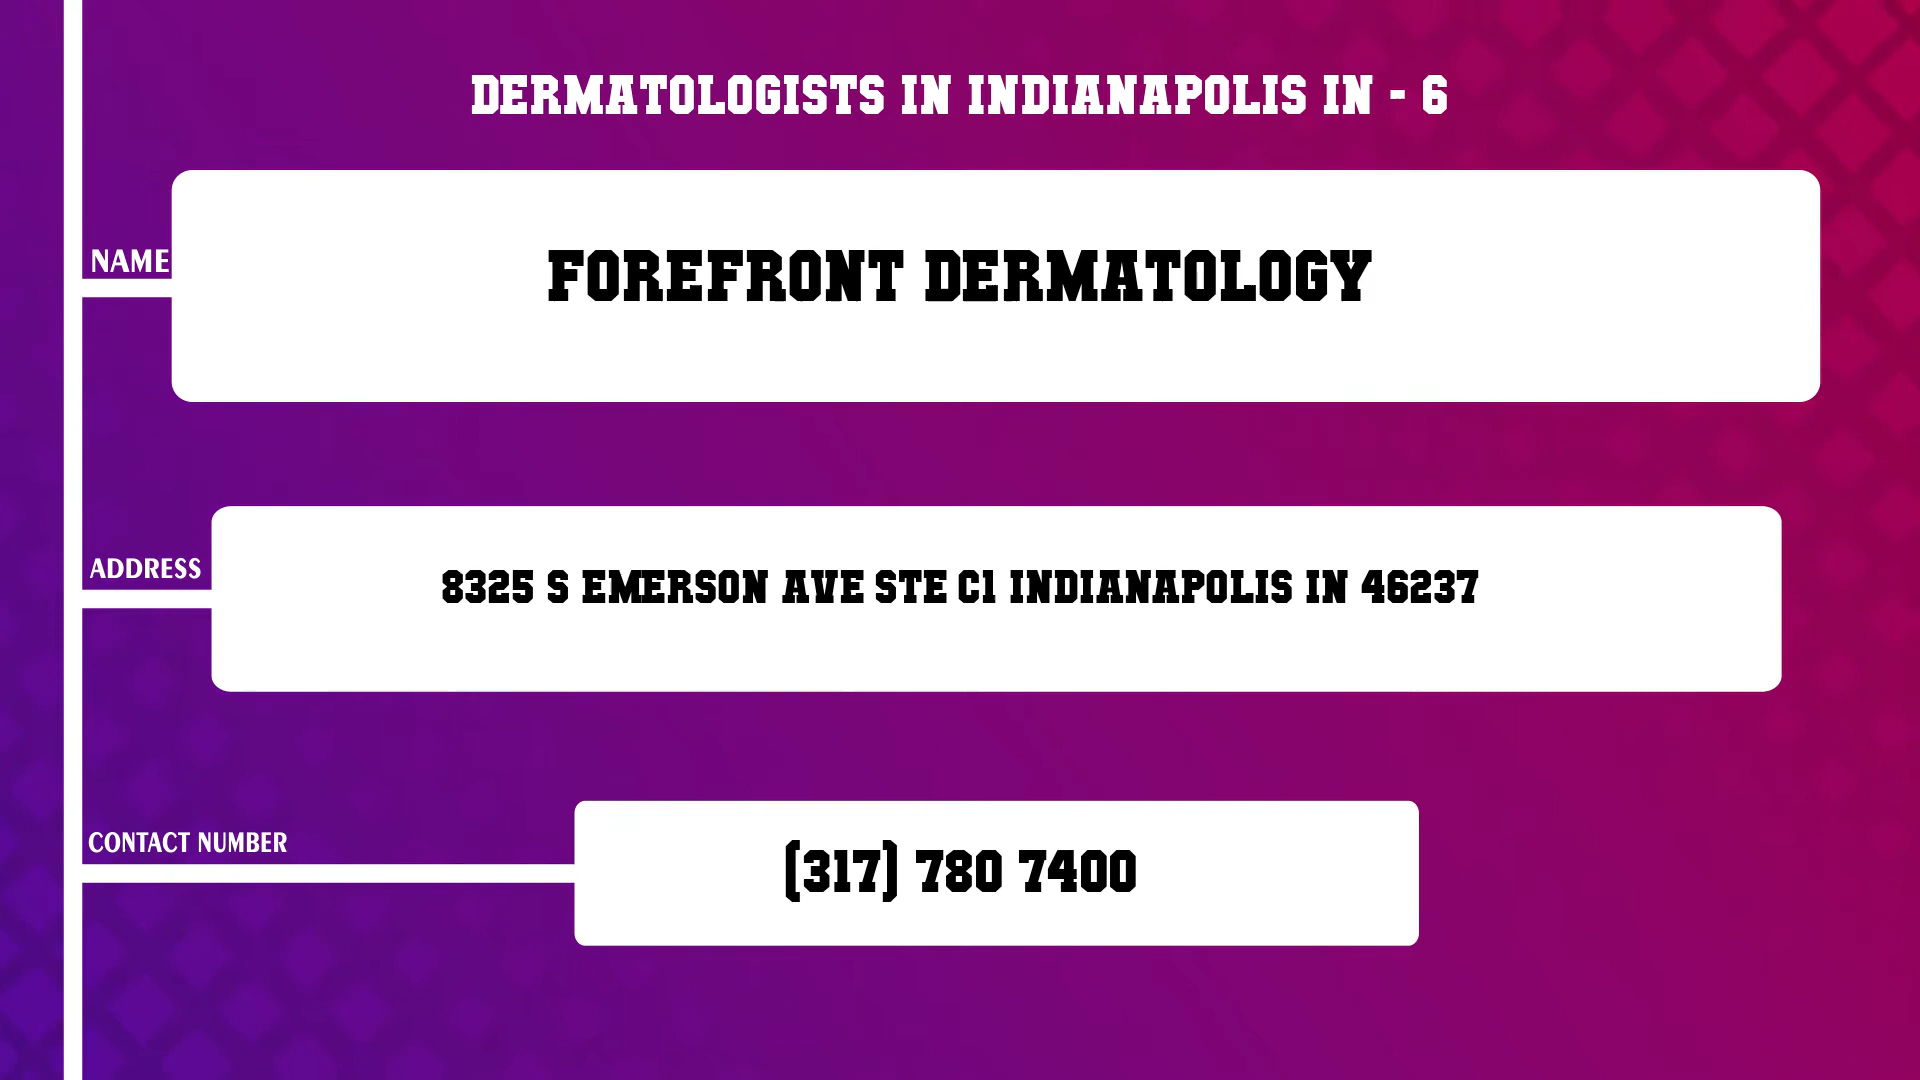 DERMATOLOGISTS IN INDIANAPOLIS IN - 6
NAME
FOREFRONT DERMATOLOGY
ADDRESS
8325 S EMERSON AVE STE C1 INDIANAPOLIS IN 46237
CONTACT NUMBER
(317) 780 7400